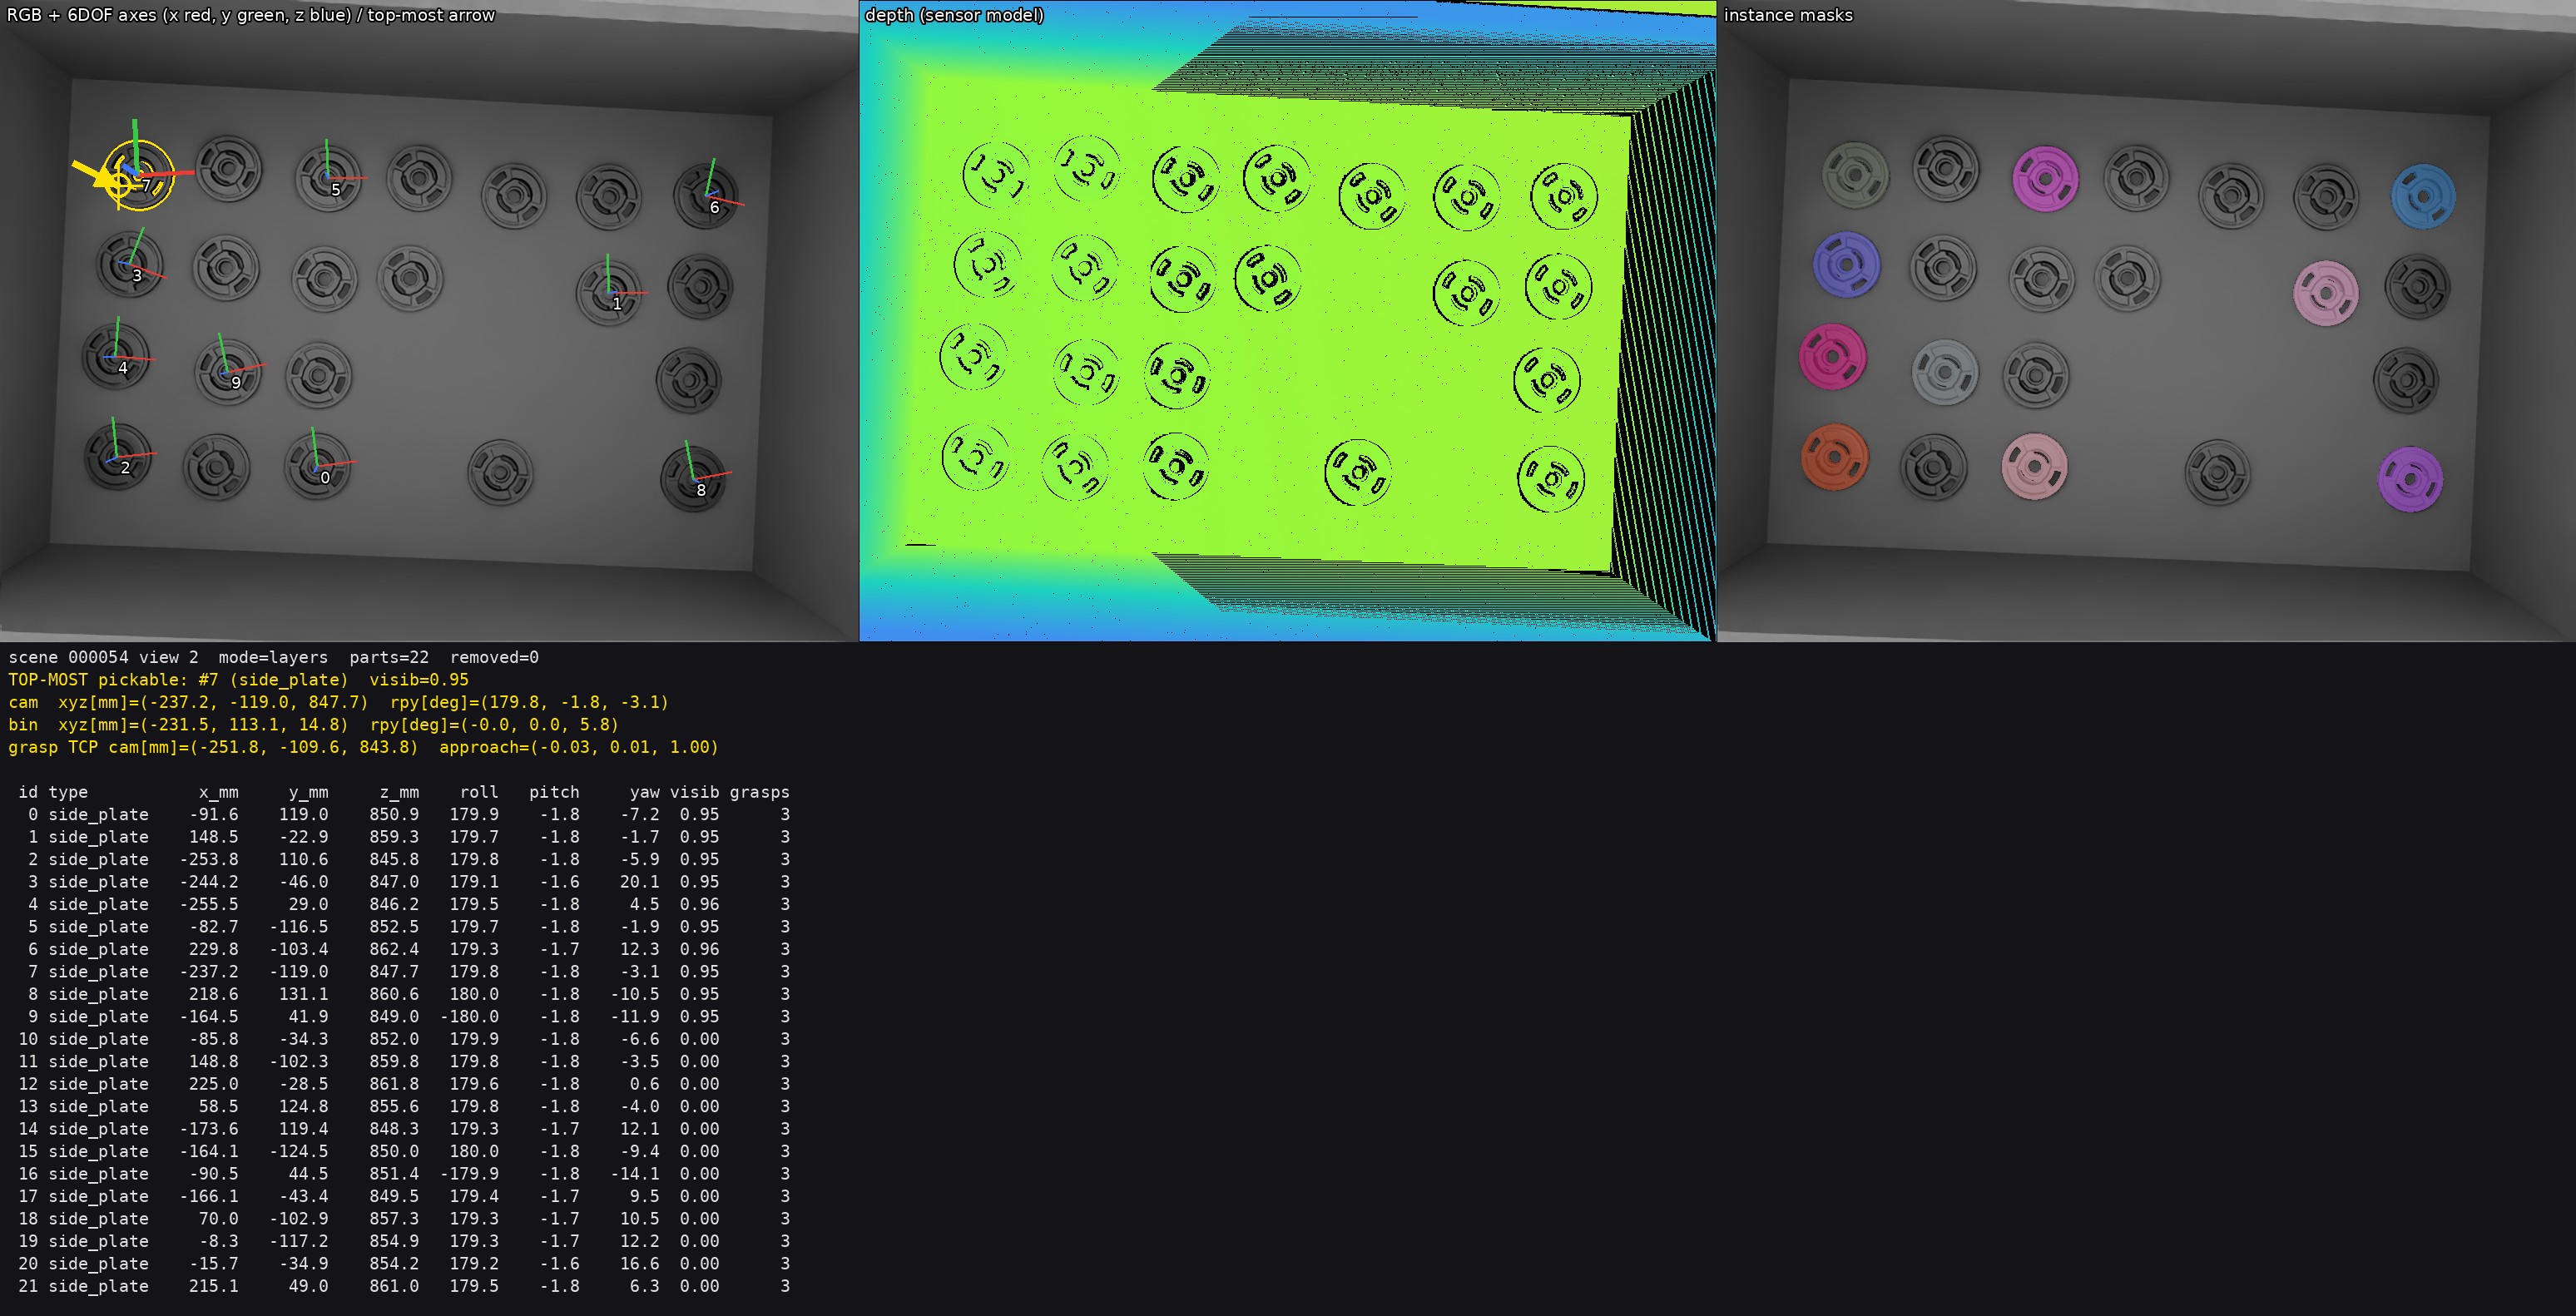 RGB + 6DOF axes (x red, y green, z blue) / top-most arrow
depth (sensor model)
instance masks
7
5
6
3
1
4
9
2
0
8
scene 000054 view 2  mode=layers  parts=22  removed=0
TOP-MOST pickable: #7 (side_plate)  visib=0.95
cam  xyz[mm]=(-237.2, -119.0, 847.7)  rpy[deg]=(179.8, -1.8, -3.1)
bin  xyz[mm]=(-231.5, 113.1, 14.8)  rpy[deg]=(-0.0, 0.0, 5.8)
grasp TCP cam[mm]=(-251.8, -109.6, 843.8)  approach=(-0.03, 0.01, 1.00)
id type x_mm y_mm z_mm roll pitch yaw visib grasps
0 side_plate -91.6 119.0 850.9 179.9 -1.8 -7.2 0.95 3
1 side_plate 148.5 -22.9 859.3 179.7 -1.8 -1.7 0.95 3
2 side_plate -253.8 110.6 845.8 179.8 -1.8 -5.9 0.95 3
3 side_plate -244.2 -46.0 847.0 179.1 -1.6 20.1 0.95 3
4 side_plate -255.5 29.0 846.2 179.5 -1.8 4.5 0.96 3
5 side_plate -82.7 -116.5 852.5 179.7 -1.8 -1.9 0.95 3
6 side_plate 229.8 -103.4 862.4 179.3 -1.7 12.3 0.96 3
7 side_plate -237.2 -119.0 847.7 179.8 -1.8 -3.1 0.95 3
8 side_plate 218.6 131.1 860.6 180.0 -1.8 -10.5 0.95 3
9 side_plate -164.5 41.9 849.0 -180.0 -1.8 -11.9 0.95 3
10 side_plate -85.8 -34.3 852.0 179.9 -1.8 -6.6 0.00 3
11 side_plate 148.8 -102.3 859.8 179.8 -1.8 -3.5 0.00 3
12 side_plate 225.0 -28.5 861.8 179.6 -1.8 0.6 0.00 3
13 side_plate 58.5 124.8 855.6 179.8 -1.8 -4.0 0.00 3
14 side_plate -173.6 119.4 848.3 179.3 -1.7 12.1 0.00 3
15 side_plate -164.1 -124.5 850.0 180.0 -1.8 -9.4 0.00 3
16 side_plate -90.5 44.5 851.4 -179.9 -1.8 -14.1 0.00 3
17 side_plate -166.1 -43.4 849.5 179.4 -1.7 9.5 0.00 3
18 side_plate 70.0 -102.9 857.3 179.3 -1.7 10.5 0.00 3
19 side_plate -8.3 -117.2 854.9 179.3 -1.7 12.2 0.00 3
20 side_plate -15.7 -34.9 854.2 179.2 -1.6 16.6 0.00 3
21 side_plate 215.1 49.0 861.0 179.5 -1.8 6.3 0.00 3